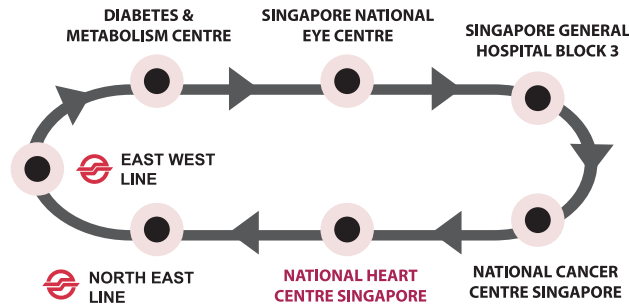 DIABETES &
METABOLISM CENTRE
SINGAPORE NATIONAL
EYE CENTRE
SINGAPORE GENERAL
HOSPITAL BLOCK 3
EAST WEST
LINE
NORTH EAST
LINE
NATIONAL HEART
CENTRE SINGAPORE
NATIONAL CANCER
CENTRE SINGAPORE